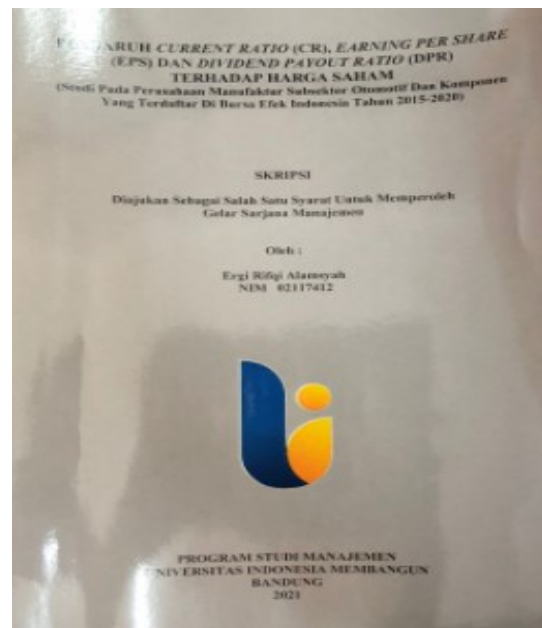 PENGARUH CURRENT RATIO (CR), EARNING PER SHARE
(EPS) DAN DIVIDEND PAYOUT RATIO (DPR)
TERHADAP HARGA SAHAM
(Studi Pada Perusahaan Manufaktur Subsektor Otomotif Dan Komponen
Yang Terdaftar Di Bursa Efek Indonesia Tahun 2015-2020)
SKRIPSI
Diajukan Sebagai Salah Satu Syarat Untuk Memperoleh
Gelar Sarjana Manajemen
Oleh :
Ergi Rifqi Alamsyah
NIM 02117412
PROGRAM STUDI MANAJEMEN
UNIVERSITAS INDONESIA MEMBANGUN
BANDUNG
2021